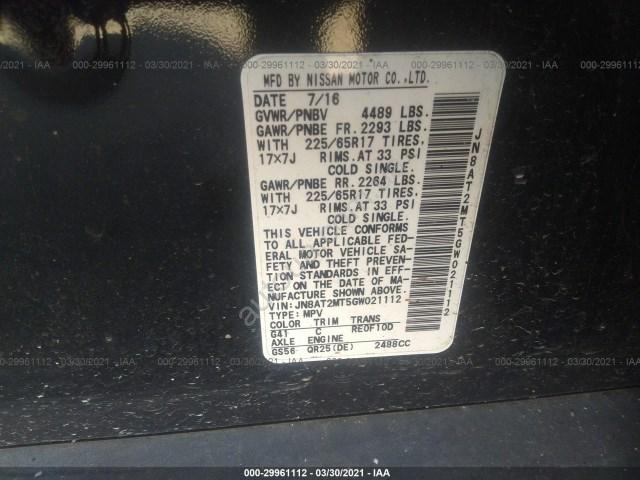 000-29961112 - 03/30/2021 - IAA
MFD BY NISSAN MOTOR CO.,LTD.
DATE 7/16
GVWR/PNBV 4489 LBS.
GAWR/PNBE FR. 2293 LBS.
WITH 225/65R17 TIRES,
17×7J RIMS.AT 33 PSI
COLD SINGLE.
GAWR/PNBE RR. 2264 LBS.
WITH 225/65R17 TIRES.
17×7J RIMS.AT 33 PSI
COLD SINGLE.
THIS VEHICLE CONFORMS
TO ALL APPLICABLE FED-
ERAL MOTOR VEHICLE SA-
FETY AND THEFT PREVEN-
TION STANDARDS IN EFF-
ECT ON THE DATE OF MA-
NUFACTURE SHOWN ABOVE.
VIN: JN8AT2MT5GW021112
TYPE: MPV
COLOR TRIM TRANS
G41 C RE0F10D
AXLE ENGINE
GS56 QR25(DE) 2488CC
JN8AT2MT5GW021112
000-29961112 - 03/30/2021 - IAA